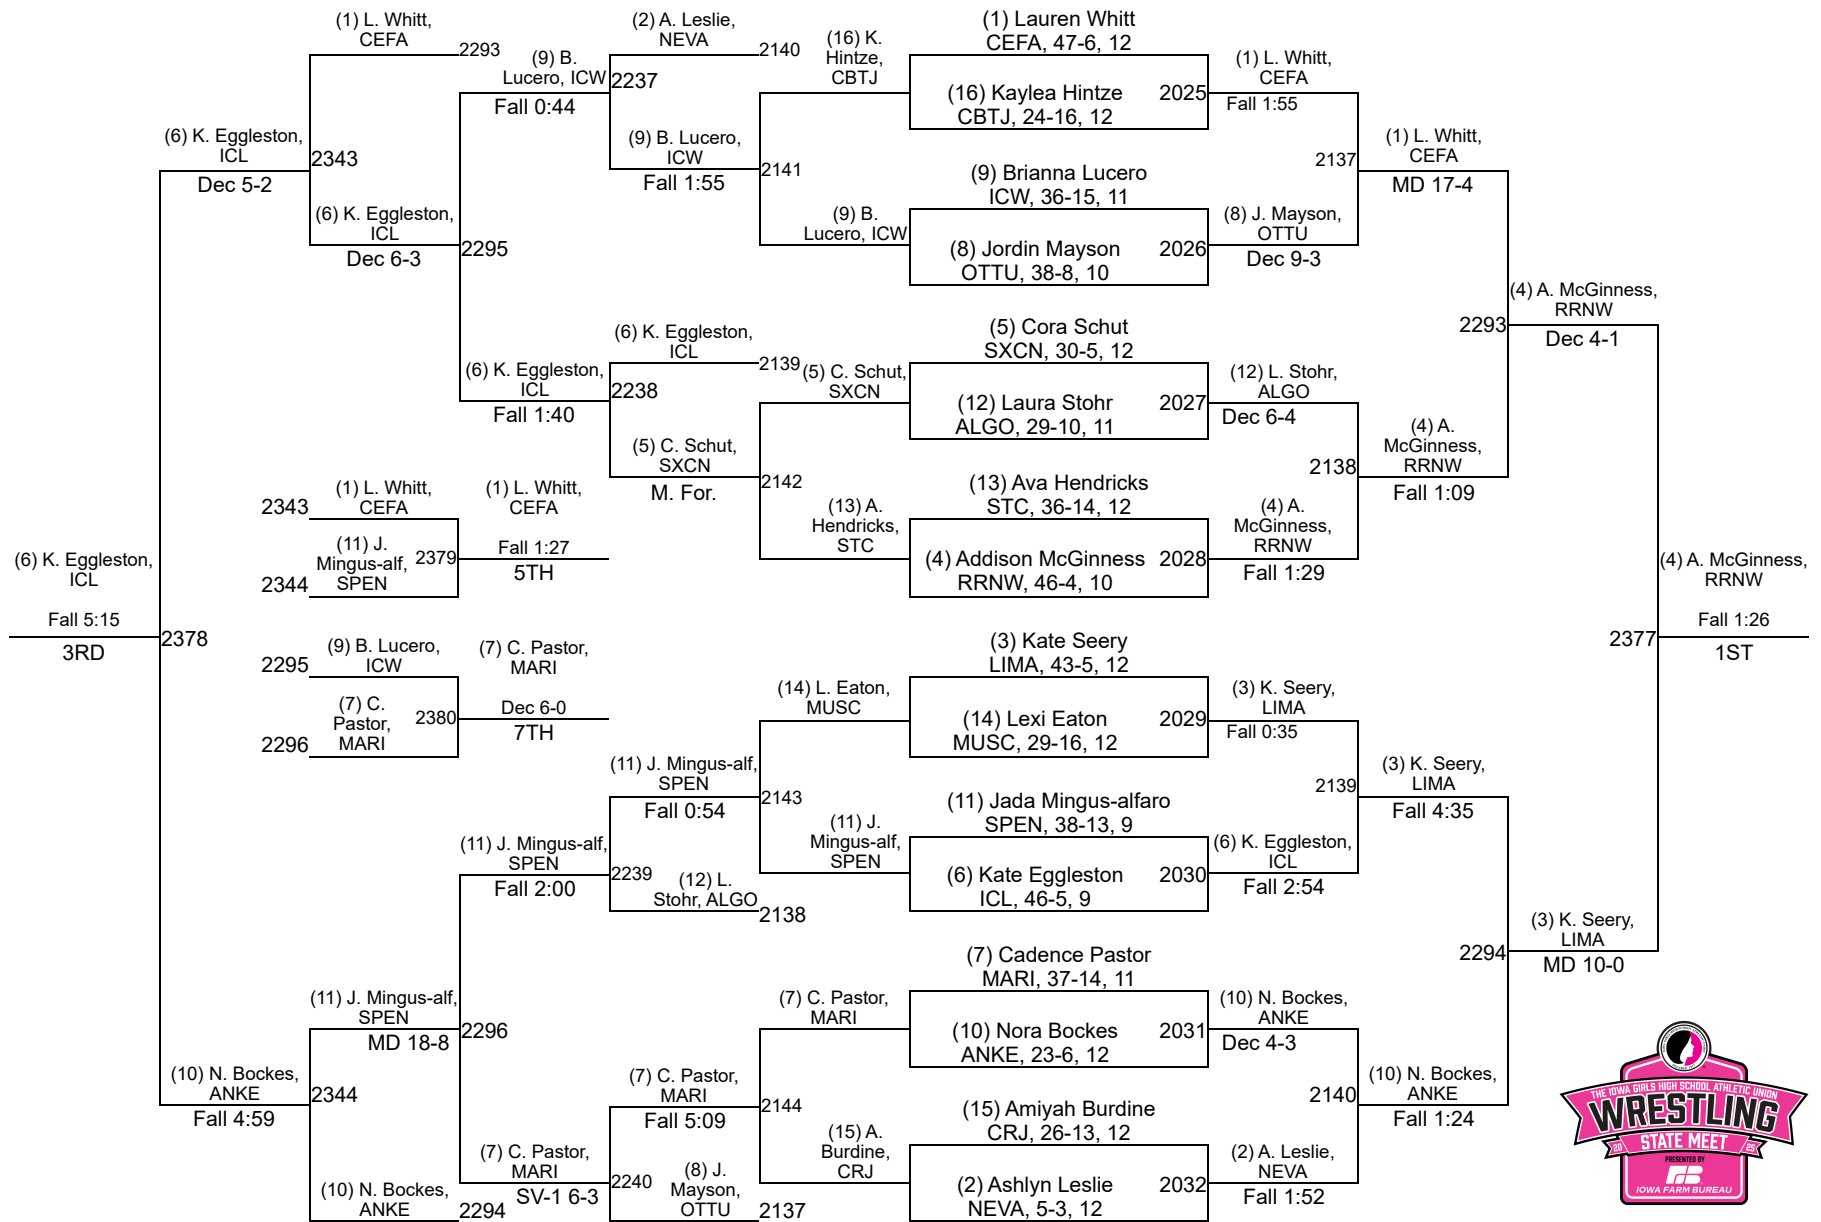 (1) L. Whitt,
CEFA
2293
(6) K. Eggleston,
ICL
Dec 5-2
2343
(6) K. Eggleston,
ICL
Dec 6-3
(9) B.
Lucero, ICW
Fall 0:44
2237
2295
(2) A. Leslie,
NEVA
2140
(9) B. Lucero,
ICW
Fall 1:55
2141
(16) K.
Hintze,
CBTJ
(9) B.
Lucero, ICW
(6) K. Eggleston,
ICL
2139
(6) K. Eggleston,
ICL
Fall 1:40
2238
(5) C. Schut,
SXCN
M. For.
2142
(5) C. Schut,
SXCN
(13) A.
Hendricks,
STC
2343
(1) L. Whitt,
CEFA
(11) J.
Mingus-alf,
SPEN
2344
2379
(1) L. Whitt,
CEFA
Fall 1:27
5TH
(6) K. Eggleston,
ICL
Fall 5:15
3RD
2378
2295
(9) B. Lucero,
ICW
(7) C.
Pastor,
MARI
2296
2380
(7) C. Pastor,
MARI
Dec 6-0
7TH
(14) L. Eaton,
MUSC
(11) J. Mingus-alf,
SPEN
Fall 0:54
2143
(11) J.
Mingus-alf,
SPEN
(11) J. Mingus-alf,
SPEN
Fall 2:00
2239
(12) L.
Stohr, ALGO
2138
(11) J. Mingus-alf,
SPEN
MD 18-8
2296
(10) N. Bockes,
ANKE
Fall 4:59
2344
(7) C. Pastor,
MARI
(7) C. Pastor,
MARI
Fall 5:09
2144
(15) A.
Burdine,
CRJ
(7) C. Pastor,
MARI
SV-1 6-3
2240
(8) J.
Mayson,
OTTU
2137
(10) N. Bockes,
ANKE
2294
(1) Lauren Whitt
CEFA, 47-6, 12
(16) Kaylea Hintze
CBTJ, 24-16, 12
2025
(9) Brianna Lucero
ICW, 36-15, 11
(8) Jordin Mayson
OTTU, 38-8, 10
2026
(5) Cora Schut
SXCN, 30-5, 12
(12) Laura Stohr
ALGO, 29-10, 11
2027
(13) Ava Hendricks
STC, 36-14, 12
(4) Addison McGinness
RRNW, 46-4, 10
2028
(3) Kate Seery
LIMA, 43-5, 12
(14) Lexi Eaton
MUSC, 29-16, 12
2029
(11) Jada Mingus-alfaro
SPEN, 38-13, 9
(6) Kate Eggleston
ICL, 46-5, 9
2030
(7) Cadence Pastor
MARI, 37-14, 11
(10) Nora Bockes
ANKE, 23-6, 12
2031
(15) Amiyah Burdine
CRJ, 26-13, 12
(2) Ashlyn Leslie
NEVA, 5-3, 12
2032
(1) L. Whitt,
CEFA
Fall 1:55
2137
(8) J. Mayson,
OTTU
Dec 9-3
(1) L. Whitt,
CEFA
MD 17-4
(12) L. Stohr,
ALGO
Dec 6-4
2138
(4) A.
McGinness,
RRNW
Fall 1:29
(4) A.
McGinness,
RRNW
Fall 1:09
2293
(4) A. McGinness,
RRNW
Dec 4-1
(3) K. Seery,
LIMA
Fall 0:35
2139
(6) K. Eggleston,
ICL
Fall 2:54
(3) K. Seery,
LIMA
Fall 4:35
(10) N. Bockes,
ANKE
Dec 4-3
2140
(2) A. Leslie,
NEVA
Fall 1:52
(10) N. Bockes,
ANKE
Fall 1:24
2294
(3) K. Seery,
LIMA
MD 10-0
2377
(4) A. McGinness,
RRNW
Fall 1:26
1ST
THE IOWA GIRLS HIGH SCHOOL ATHLETIC UNION
WRESTLING
20 STATE MEET 25
PRESENTED BY
FB
IOWA FARM BUREAU